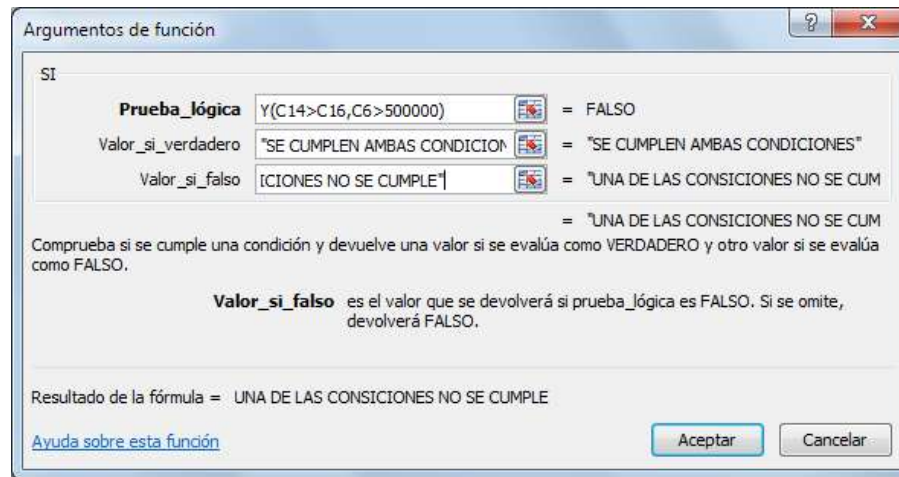 Argumentos de función
SI
Prueba_lógica Y(C14>C16,C6>500000) = FALSO
Valor_si_verdadero "SE CUMPLEN AMBAS CONDICION = "SE CUMPLEN AMBAS CONDICIONES"
Valor_si_falso ICIONES NO SE CUMPLE" = "UNA DE LAS CONSICIONES NO SE CUM
= "UNA DE LAS CONSICIONES NO SE CUM
Comprueba si se cumple una condición y devuelve una valor si se evalúa como VERDADERO y otro valor si se evalúa
como FALSO.
Valor_si_falso es el valor que se devolverá si prueba_lógica es FALSO. Si se omite,
devolverá FALSO.
Resultado de la fórmula = UNA DE LAS CONSICIONES NO SE CUMPLE
Ayuda sobre esta función Aceptar Cancelar